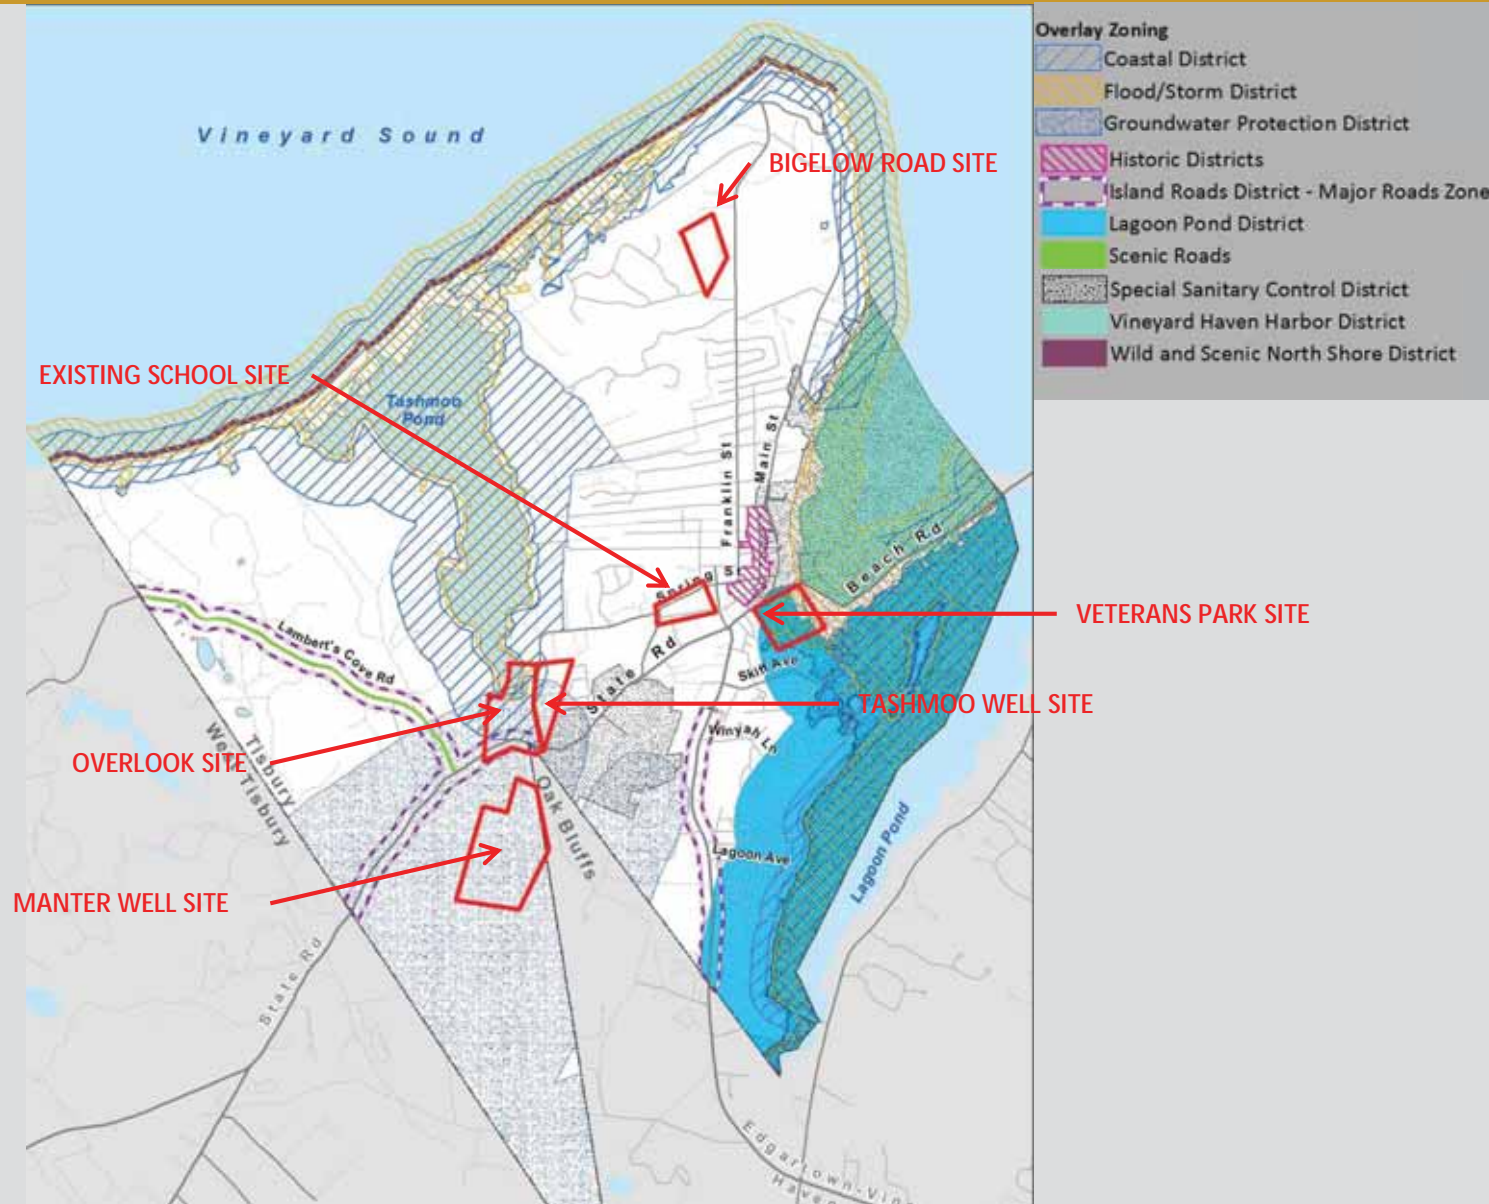 Overlay Zoning
Coastal District
Flood/Storm District
Groundwater Protection District
Historic Districts
Island Roads District - Major Roads Zone
Lagoon Pond District
Scenic Roads
Special Sanitary Control District
Vineyard Haven Harbor District
Wild and Scenic North Shore District
Vineyard Sound
BIGELOW ROAD SITE
EXISTING SCHOOL SITE
Tashmoo
Pond
Franklin St
Main St
Spring St
Beach Rd
VETERANS PARK SITE
Lambert's Cove Rd
State Rd
Skiff Ave
TASHMOO WELL SITE
OVERLOOK SITE
Winyah Ln
Tisbury
West Tisbury
Oak Bluffs
Lagoon Ave
Lagoon Pond
MANTER WELL SITE
State Rd
Edgartown-Vin
Haven